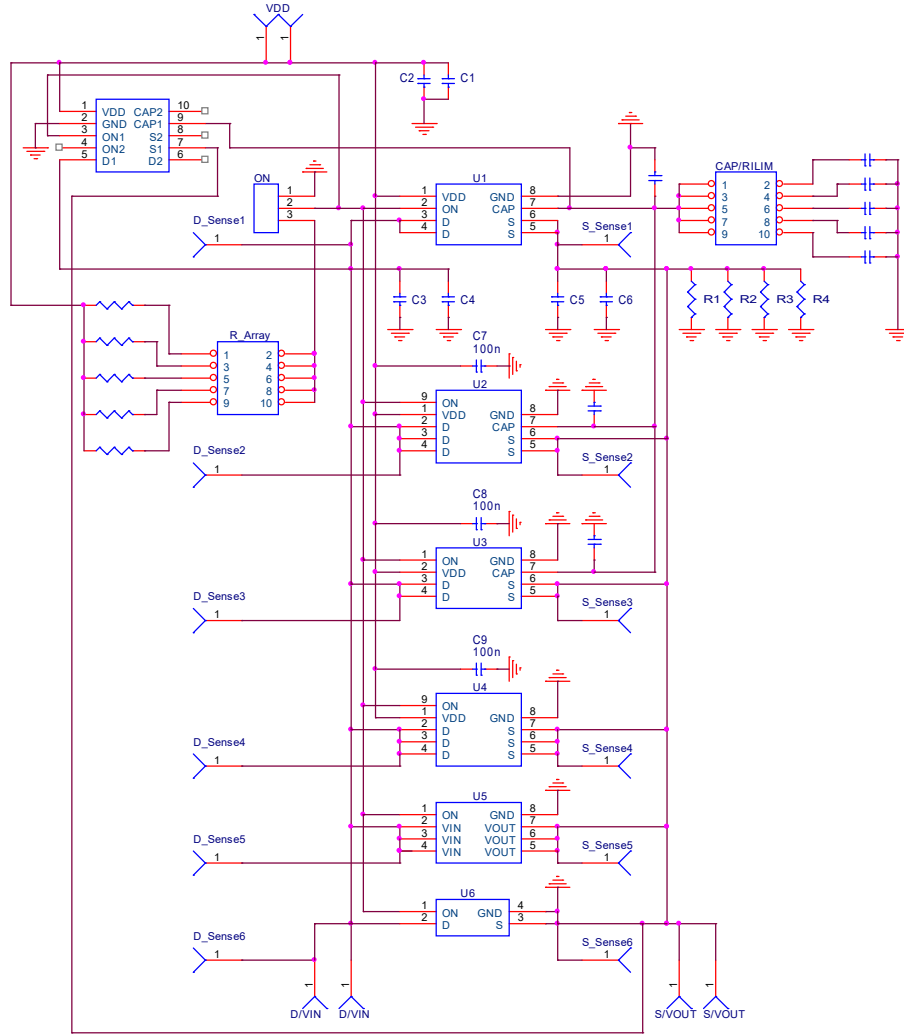 VDD
1 1
C2 C1
1 VDD CAP2 10
2 GND CAP1 9
3 ON1 S2 8
4 ON2 S1 7
5 D1 D2 6
ON
1
2
3
U1
1 VDD GND 8
2 ON CAP 7
3 D S 6
4 D S 5
CAP/RILIM
1 2
3 4
5 6
7 8
9 10
D_Sense1
1
S_Sense1
1
C3 C4 C5 C6
R1 R2 R3 R4
R_Array
1 2
3 4
5 6
7 8
9 10
C7
100n
U2
9 ON
1 VDD GND 8
2 D CAP 7
3 D S 6
4 D S 5
D_Sense2
1
S_Sense2
1
C8
100n
U3
1 ON GND 8
2 VDD CAP 7
3 D S 6
4 D S 5
D_Sense3
1
S_Sense3
1
C9
100n
U4
9 ON
1 VDD GND 8
2 D S 7
3 D S 6
4 D S 5
D_Sense4
1
S_Sense4
1
U5
1 ON GND 8
2 VIN VOUT 7
3 VIN VOUT 6
4 VIN VOUT 5
D_Sense5
1
S_Sense5
1
U6
1 ON GND 4
2 D S 3
D_Sense6
1
S_Sense6
1
1 1 1 1
D/VIN D/VIN S/VOUT S/VOUT